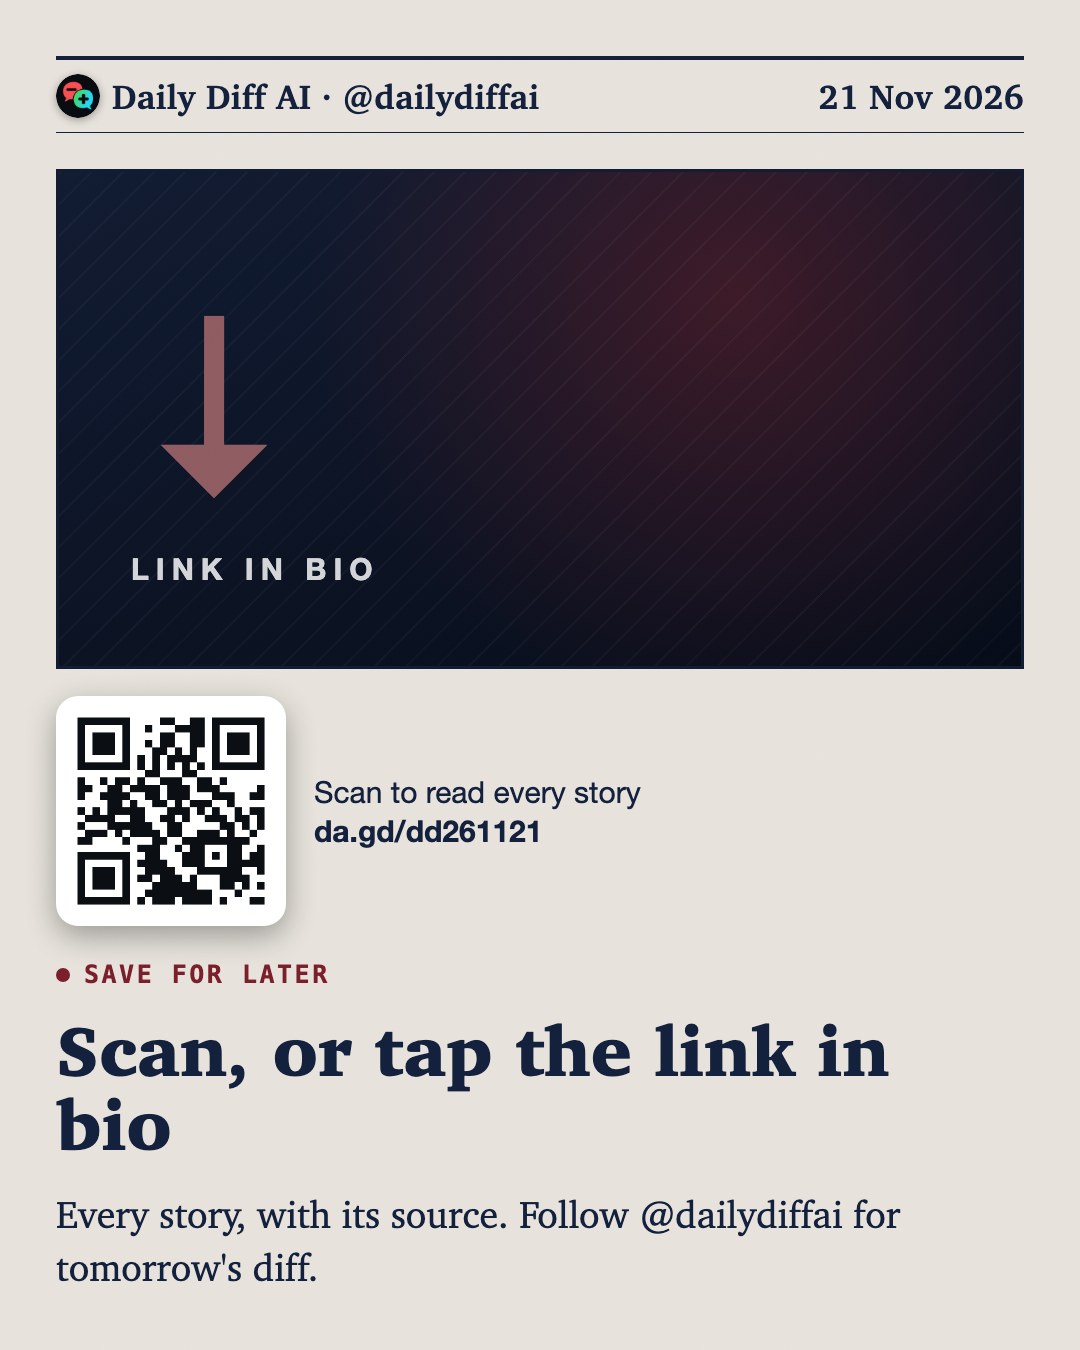 Daily Diff AI · @dailydiffai
21 Nov 2026
LINK IN BIO
Scan to read every story
da.gd/dd261121
SAVE FOR LATER
Scan, or tap the link in
bio
Every story, with its source. Follow @dailydiffai for
tomorrow's diff.